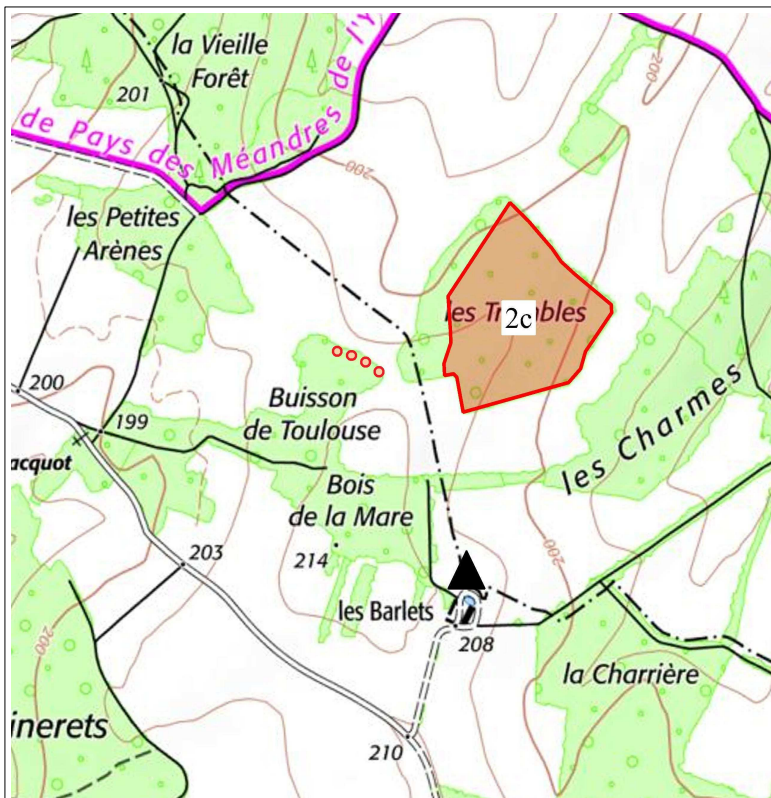 la Vieille
Forêt
201
de Pays des Méandres de l'Y
200
200
les Petites
Arènes
les Tr bles
2c
200
199
acquot
Buisson
de Toulouse
les Charmes
Bois
de la Mare
203
214
200
les Barlets
208
la Charrière
inerets
210
200